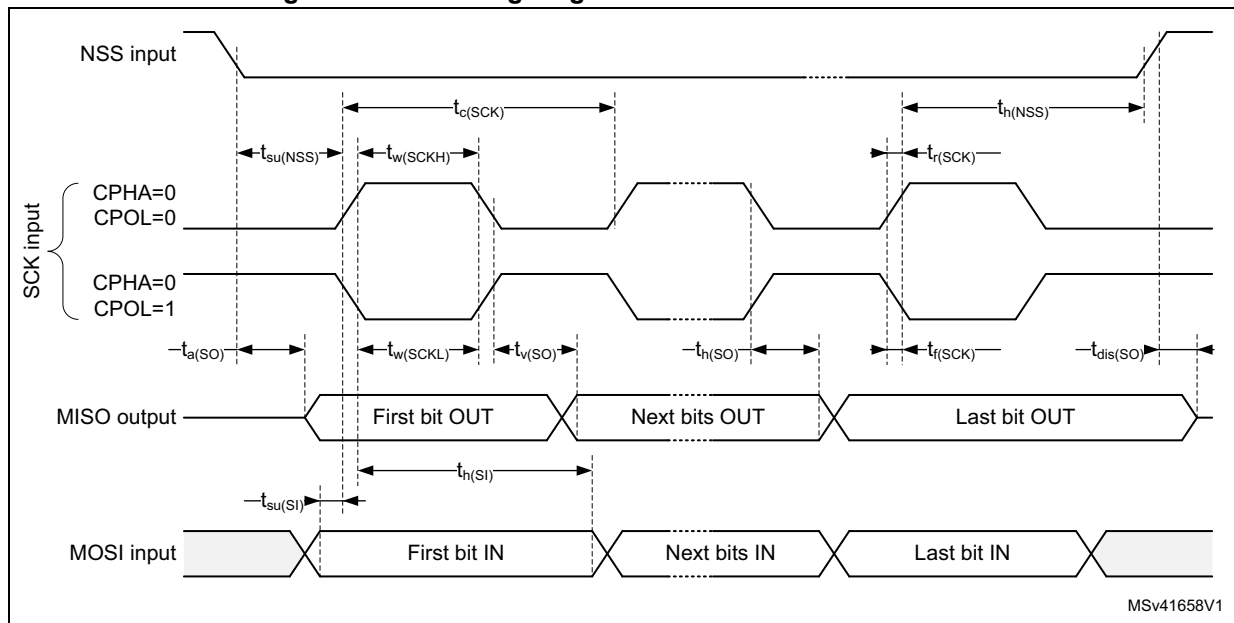 NSS input
tc(SCK)
th(NSS)
tsu(NSS)
tw(SCKH)
tr(SCK)
SCK input
CPHA=0
CPOL=0
CPHA=0
CPOL=1
ta(SO)
tw(SCKL)
tv(SO)
th(SO)
tf(SCK)
tdis(SO)
MISO output
First bit OUT
Next bits OUT
Last bit OUT
th(SI)
tsu(SI)
MOSI input
First bit IN
Next bits IN
Last bit IN
MSv41658V1